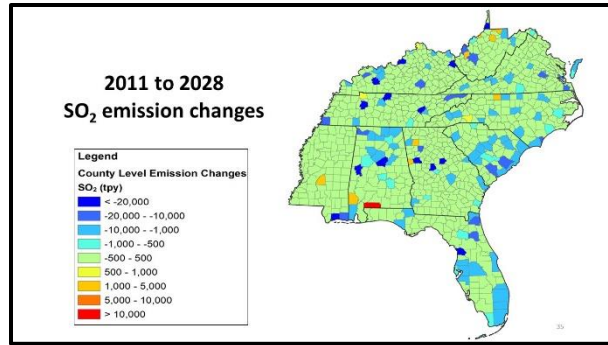 2011 to 2028
SO₂ emission changes
Legend
County Level Emission Changes
SO₂ (tpy)
< -20,000
-20,000 - -10,000
-10,000 - -1,000
-1,000 - -500
-500 - 500
500 - 1,000
1,000 - 5,000
5,000 - 10,000
> 10,000
35